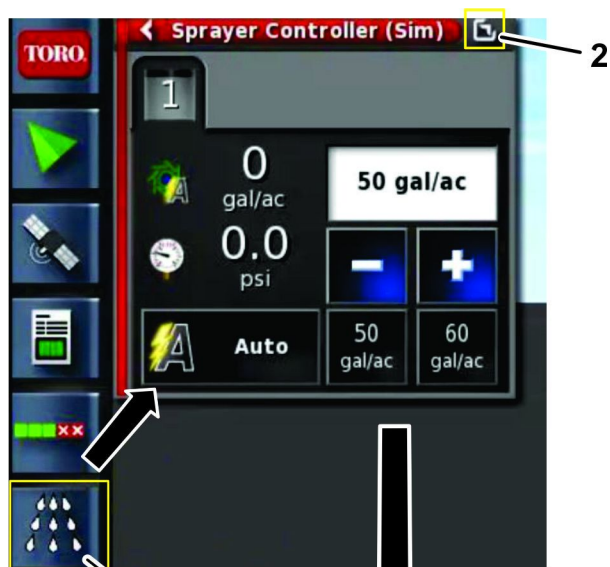 Sprayer Controller (Sim)
2
TORO.
1
0
gal/ac
50 gal/ac
0.0
psi
A Auto
50
gal/ac
60
gal/ac